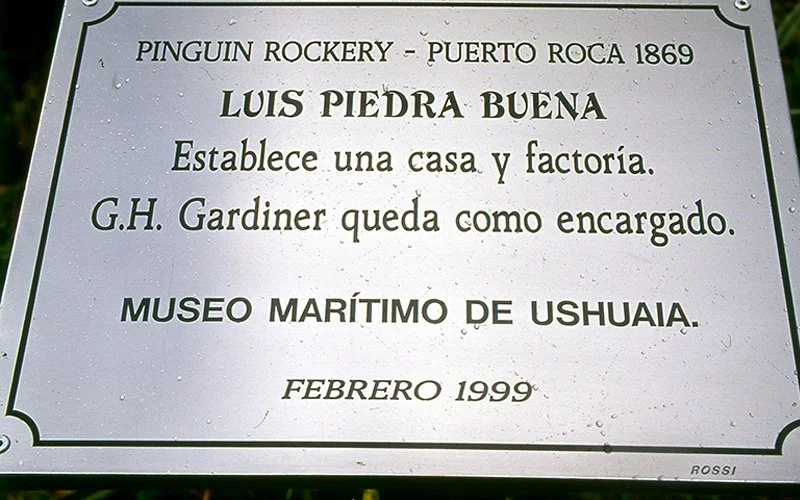 PINGUIN ROCKERY - PUERTO ROCA 1869
LUIS PIEDRA BUENA
Establece una casa y factoría.
G.H. Gardiner queda como encargado.
MUSEO MARÍTIMO DE USHUAIA.
FEBRERO 1999
ROSSI